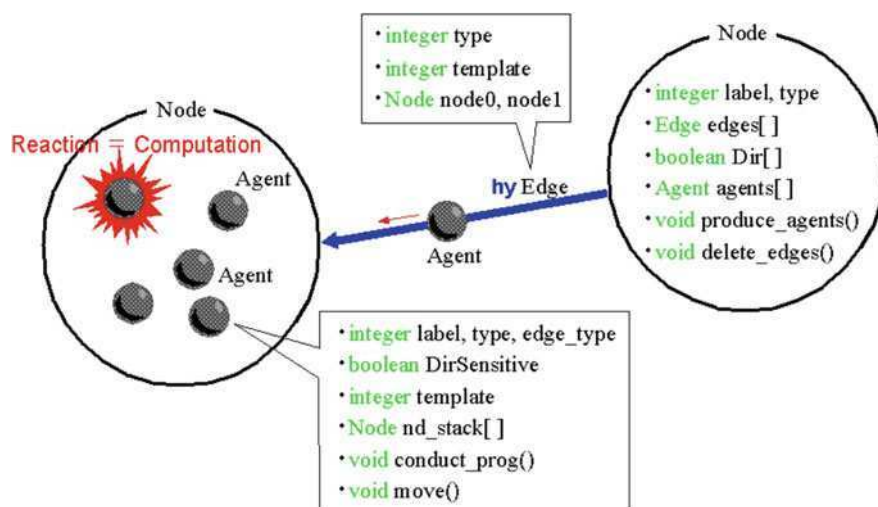 Node
Reaction = Computation
Agent
Agent
• integer type
• integer template
• Node node0, node1
hy Edge
Agent
Node
• integer label, type
• Edge edges[ ]
• boolean Dir[ ]
• Agent agents[ ]
• void produce_agents()
• void delete_edges()
• integer label, type, edge_type
• boolean DirSensitive
• integer template
• Node nd_stack[ ]
• void conduct_prog()
• void move()